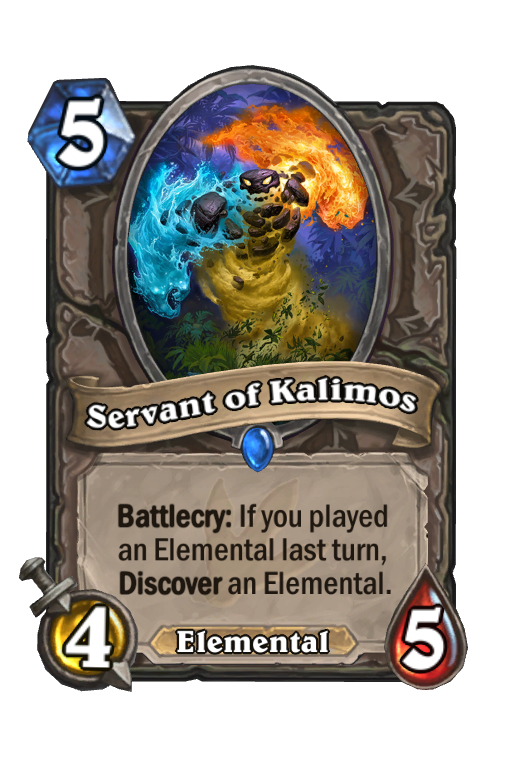 5
Servant of Kalimos
Battlecry: If you played
an Elemental last turn,
Discover an Elemental.
4
Elemental
5